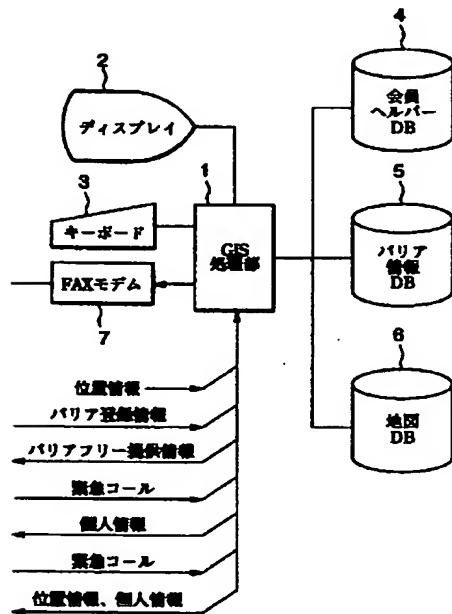 4
会員
ヘルパー
DB
2
ディスプレイ
1
GIS
処理部
5
バリア
情報
DB
3
キーボード
FAXモデム
7
6
地図
DB
位置情報
バリア登録情報
バリアフリー提供情報
緊急コール
個人情報
緊急コール
位置情報、個人情報